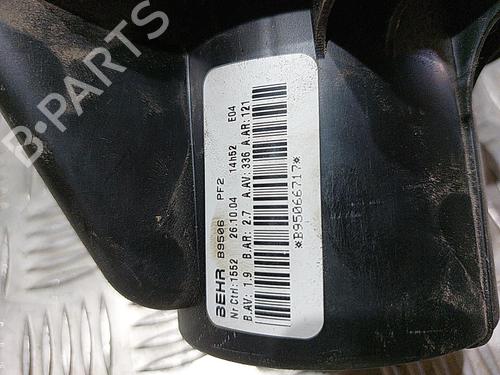 B-PARTS
BEHR B9506 PF2
Nr Ctrl:1552 26.10.04 14h52 E04
B.AV: 1.9 B.AR: 2.7 A.AV: 336 A.AR: 121
*B95066717*